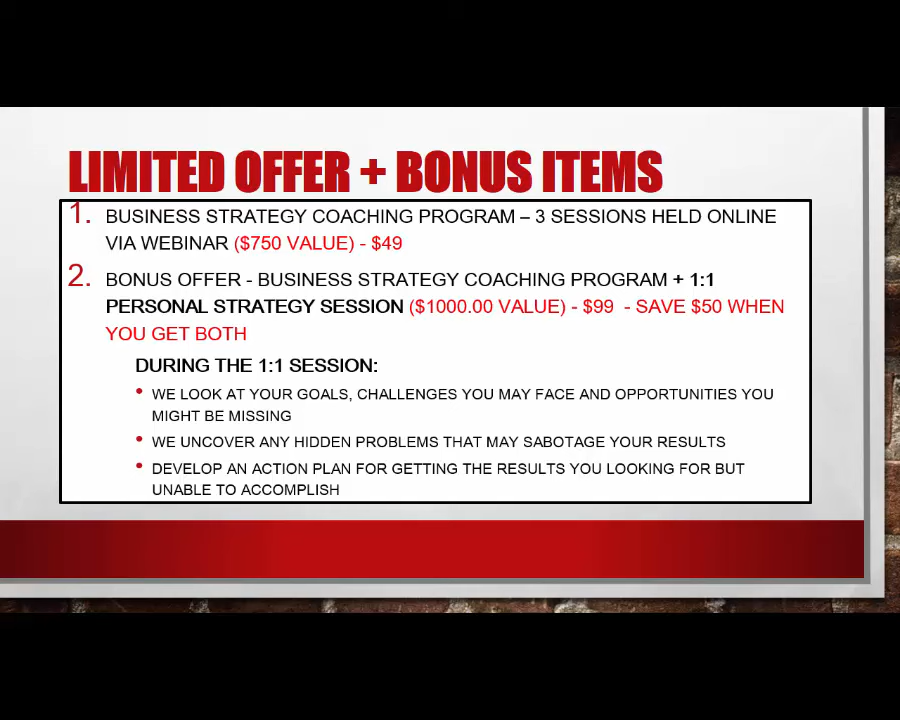 LIMITED OFFER + BONUS ITEMS
1. BUSINESS STRATEGY COACHING PROGRAM – 3 SESSIONS HELD ONLINE
VIA WEBINAR ($750 VALUE) - $49
2. BONUS OFFER - BUSINESS STRATEGY COACHING PROGRAM + 1:1
PERSONAL STRATEGY SESSION ($1000.00 VALUE) - $99 - SAVE $50 WHEN
YOU GET BOTH
DURING THE 1:1 SESSION:
• WE LOOK AT YOUR GOALS, CHALLENGES YOU MAY FACE AND OPPORTUNITIES YOU
MIGHT BE MISSING
• WE UNCOVER ANY HIDDEN PROBLEMS THAT MAY SABOTAGE YOUR RESULTS
• DEVELOP AN ACTION PLAN FOR GETTING THE RESULTS YOU LOOKING FOR BUT
UNABLE TO ACCOMPLISH